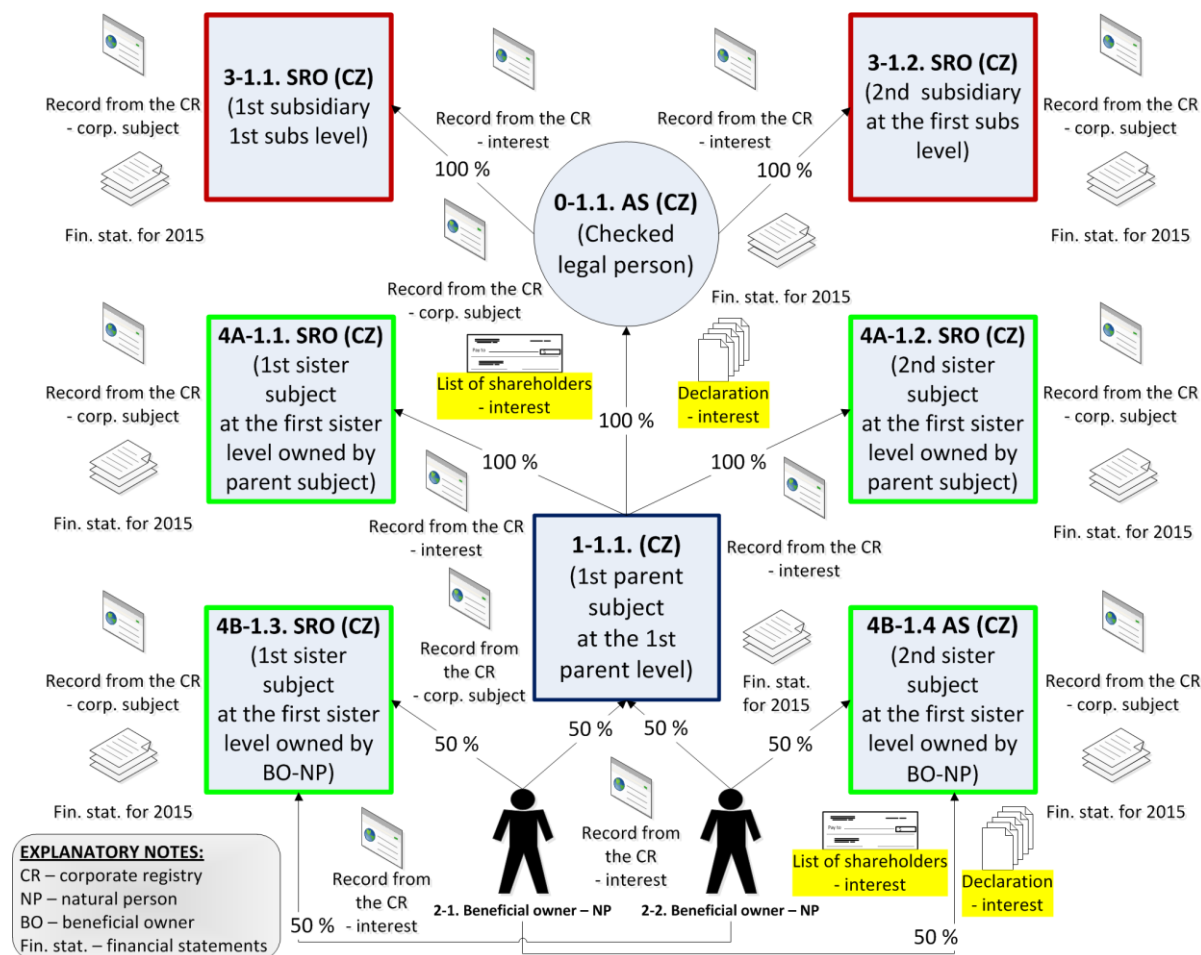 3-1.1. SRO (CZ)
(1st subsidiary
1st subs level)
Record from the CR
- corp. subject
Fin. stat. for 2015
Record from the CR
- interest
100 %
Record from the CR
- interest
100 %
3-1.2. SRO (CZ)
(2nd subsidiary
at the first subs
level)
Record from the CR
- corp. subject
Fin. stat. for 2015
0-1.1. AS (CZ)
(Checked
legal person)
Record from the CR
- corp. subject
Fin. stat. for 2015
Pay to
List of shareholders
- interest
Declaration
- interest
100 %
4A-1.1. SRO (CZ)
(1st sister
subject
at the first sister
level owned by
parent subject)
Record from the CR
- corp. subject
Fin. stat. for 2015
100 %
Record from the CR
- interest
4A-1.2. SRO (CZ)
(2nd sister
subject
at the first sister
level owned by
parent subject)
Record from the CR
- corp. subject
Fin. stat. for 2015
100 %
Record from the CR
- interest
1-1.1. (CZ)
(1st parent
subject
at the 1st
parent level)
Record from
the CR
- corp. subject
Fin. stat.
for 2015
4B-1.3. SRO (CZ)
(1st sister
subject
at the first sister
level owned by
BO-NP)
Record from the CR
- corp. subject
Fin. stat. for 2015
4B-1.4 AS (CZ)
(2nd sister
subject
at the first sister
level owned by
BO-NP)
Record from the CR
- corp. subject
Fin. stat. for 2015
50 %
50 %
50 %
50 %
Record from
the CR
- interest
Record from
the CR
- interest
Pay to
List of shareholders
- interest
Declaration
- interest
2-1. Beneficial owner – NP
2-2. Beneficial owner – NP
50 %
50 %
EXPLANATORY NOTES:
CR – corporate registry
NP – natural person
BO – beneficial owner
Fin. stat. – financial statements